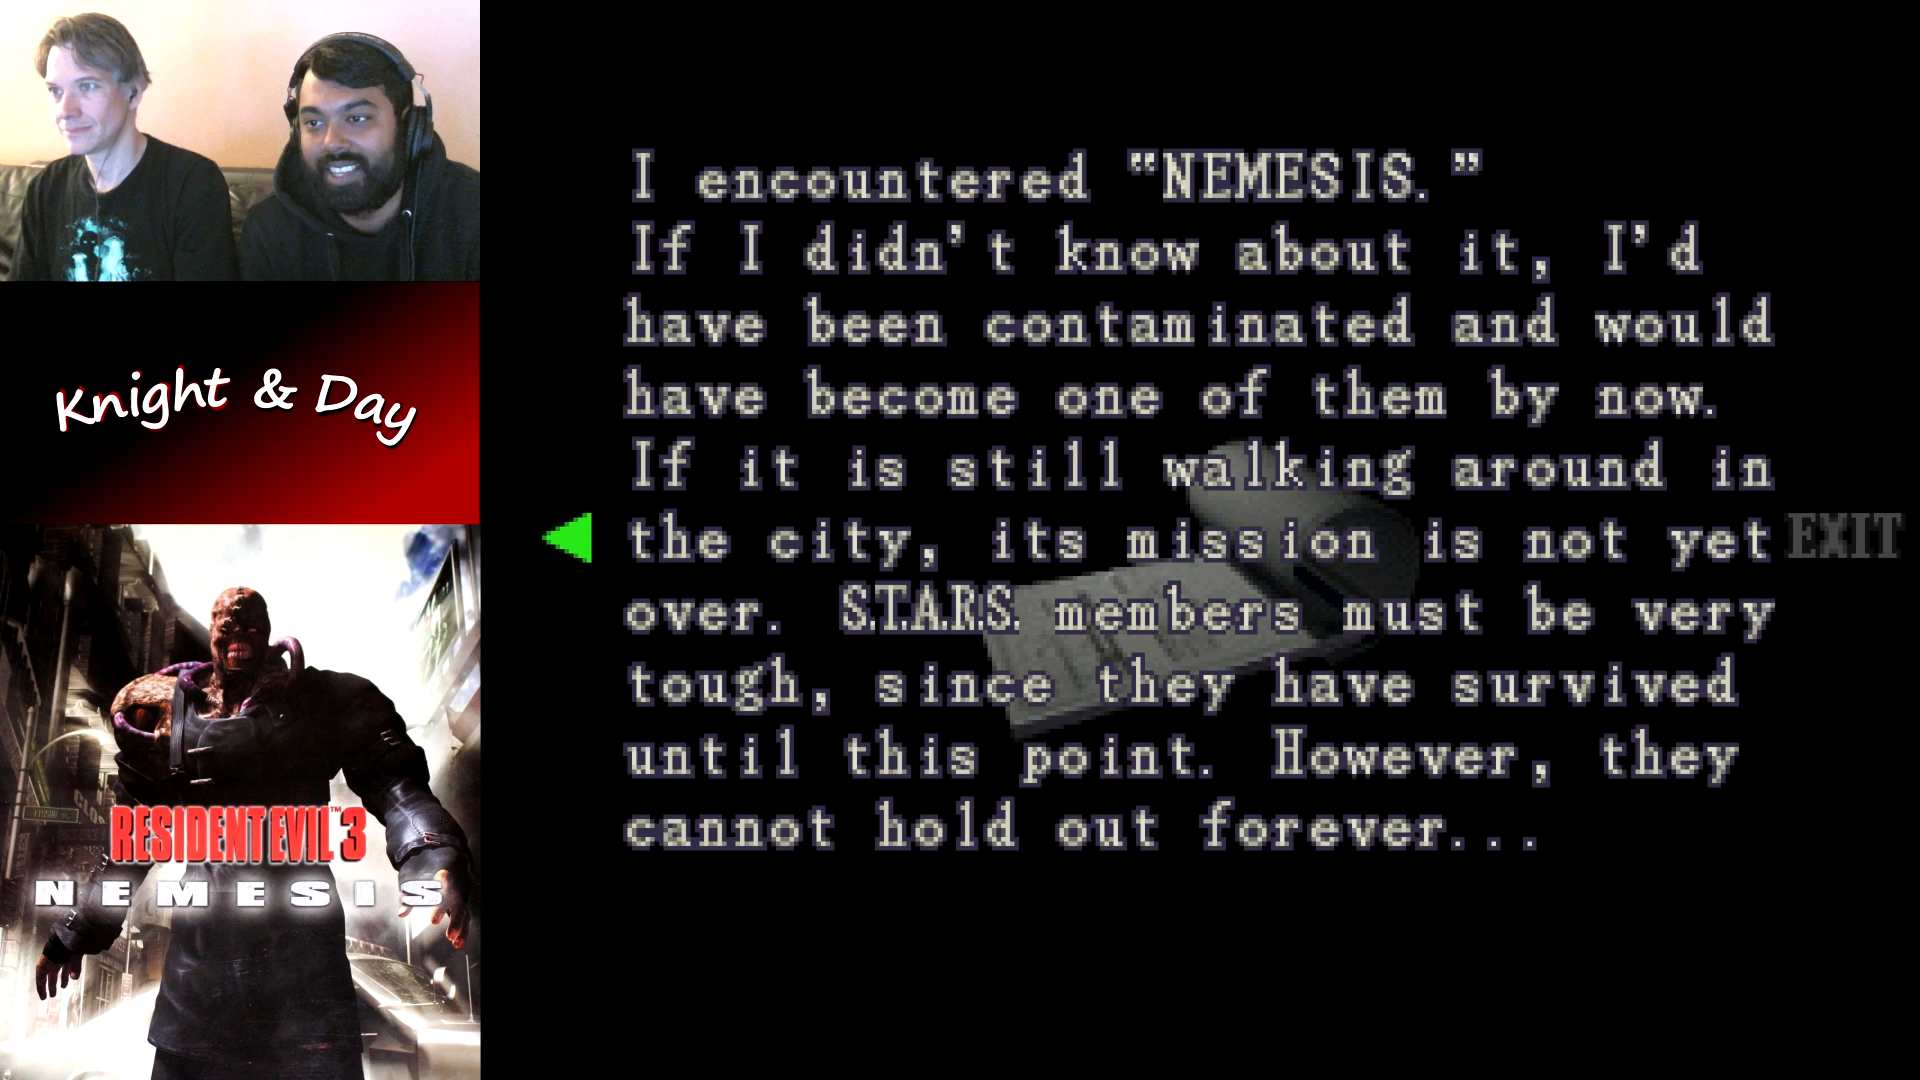 Knight & Day
RESIDENT EVIL™ 3
NEMESIS
I encountered "NEMESIS."
If I didn't know about it, I'd
have been contaminated and would
have become one of them by now.
If it is still walking around in
the city, its mission is not yet
over. S.T.A.R.S. members must be very
tough, since they have survived
until this point. However, they
cannot hold out forever...
EXIT